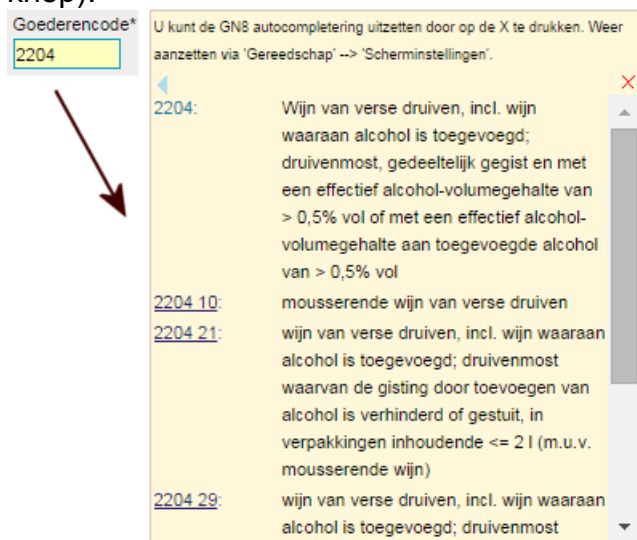 knop).
Goederencode*
2204
U kunt de GN8 autocompletering uitzetten door op de X te drukken. Weer
aanzetten via 'Gereedschap' --> 'Scherminstellingen'.
2204: Wijn van verse druiven, incl. wijn
waaraan alcohol is toegevoegd;
druivenmost, gedeeltelijk gegist en met
een effectief alcohol-volumegehalte van
> 0,5% vol of met een effectief alcohol-
volumegehalte aan toegevoegde alcohol
van > 0,5% vol
2204 10: mousserende wijn van verse druiven
2204 21: wijn van verse druiven, incl. wijn waaraan
alcohol is toegevoegd; druivenmost
waarvan de gisting door toevoegen van
alcohol is verhinderd of gestuit, in
verpakkingen inhoudende <= 2 l (m.u.v.
mousserende wijn)
2204 29: wijn van verse druiven, incl. wijn waaraan
alcohol is toegevoegd; druivenmost